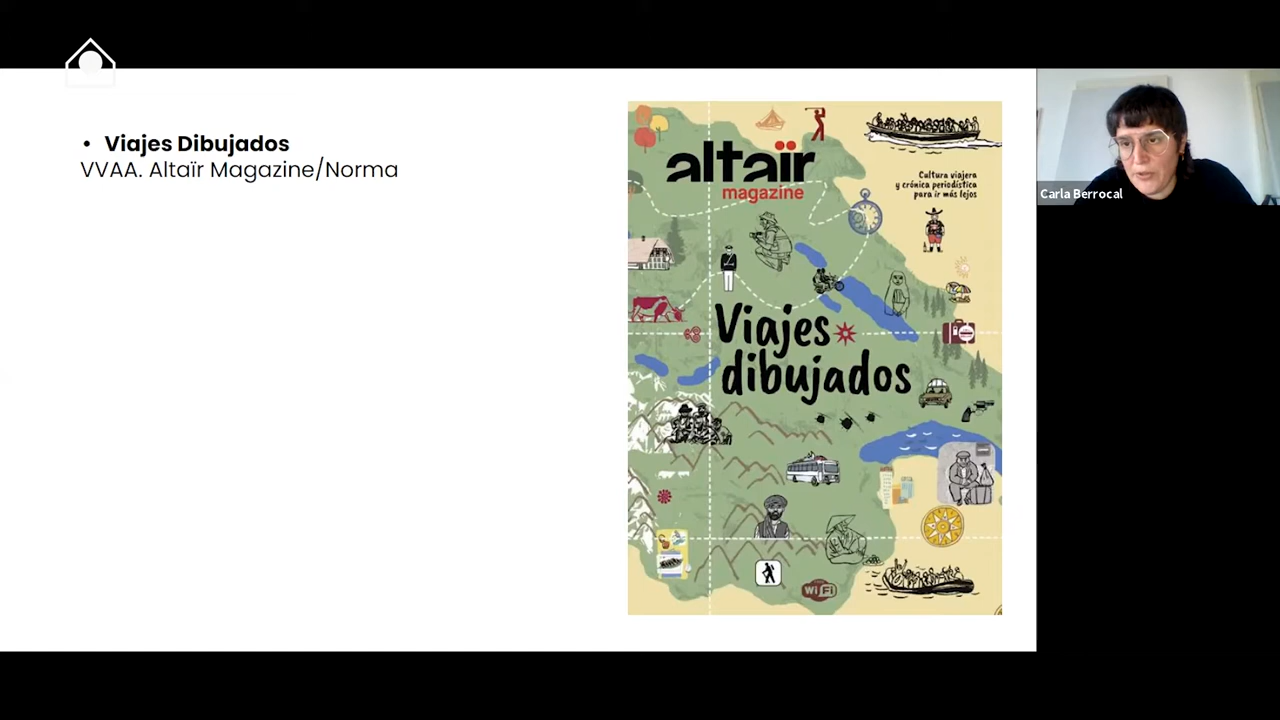 • Viajes Dibujados
VVAA. Altaïr Magazine/Norma
altaïr
magazine
Cultura viajera
y crónica periodística
para ir más lejos
Viajes
dibujados
WiFi
Carla Berrocal